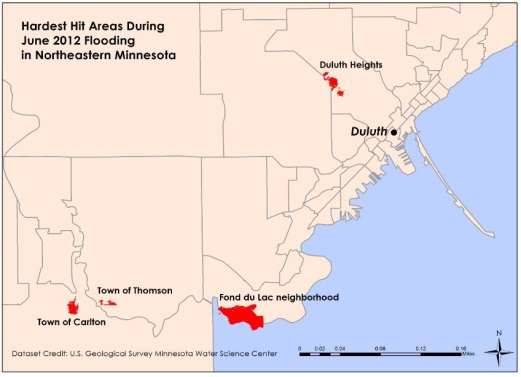 Hardest Hit Areas During
June 2012 Flooding
in Northeastern Minnesota
Duluth Heights
Duluth
Town of Thomson
Fond du Lac neighborhood
Town of Carlton
Dataset Credit: U.S. Geological Survey Minnesota Water Science Center
0 0.02 0.04 0.08 0.12 0.16
Miles
N